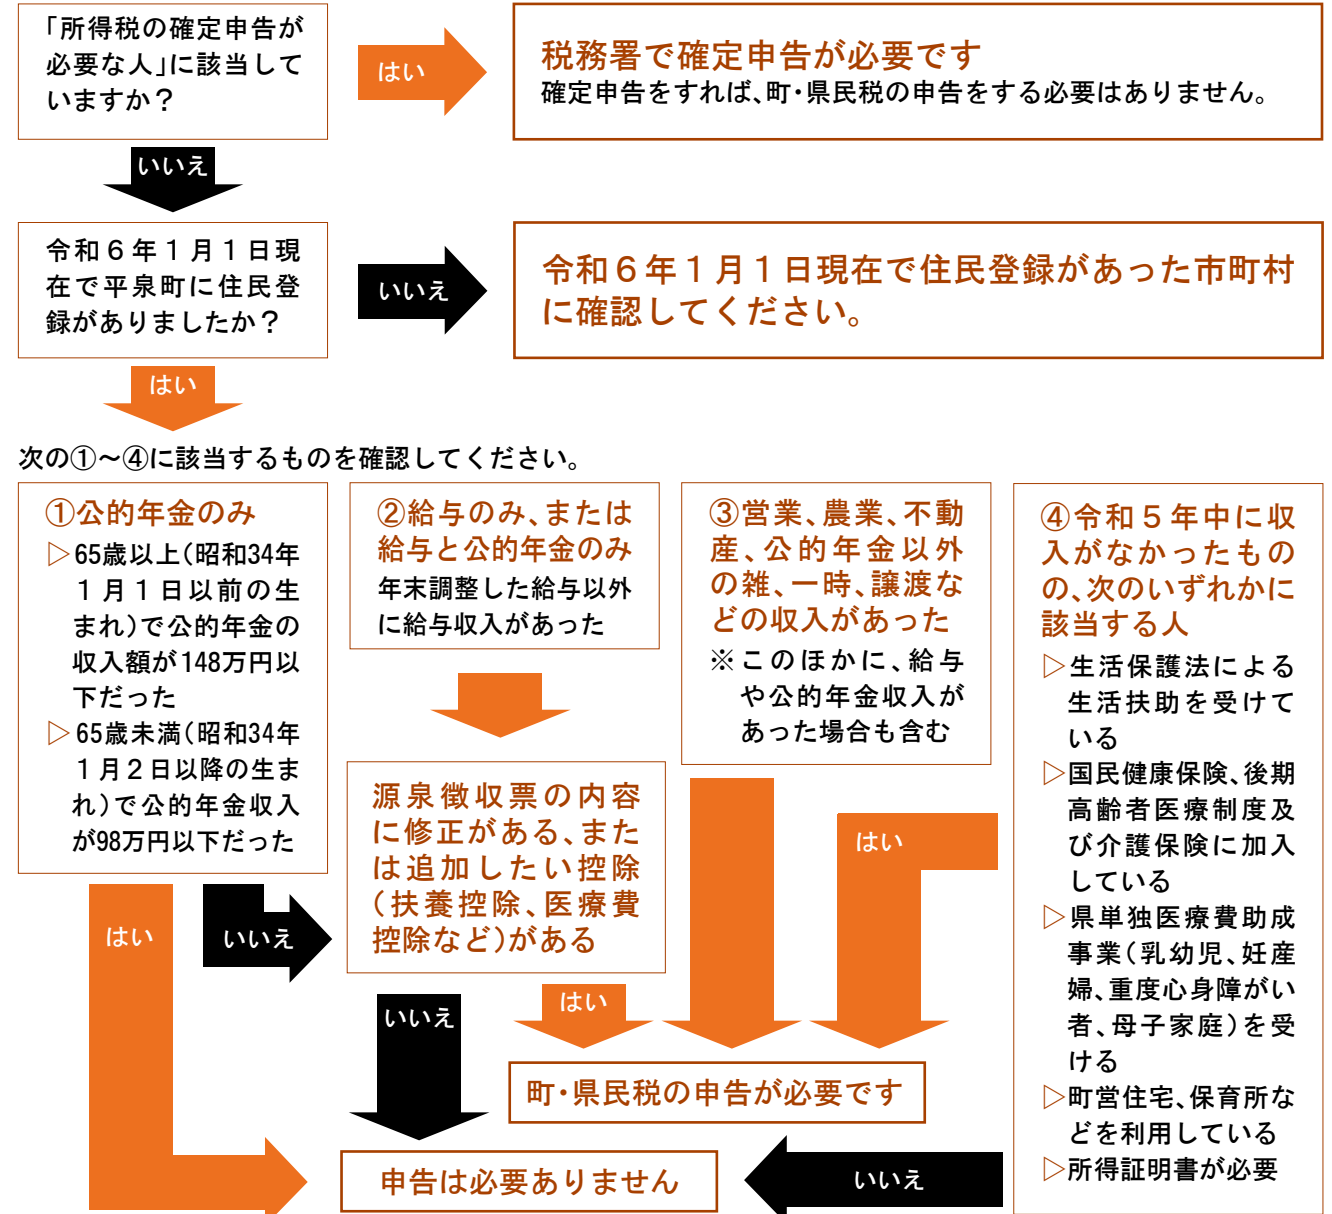 「所得税の確定申告が
必要な人」に該当して
いますか？
はい
税務署で確定申告が必要です
確定申告をすれば、町・県民税の申告をする必要はありません。
いいえ
令和６年１月１日現
在で平泉町に住民登
録がありましたか？
いいえ
令和６年１月１日現在で住民登録があった市町村
に確認してください。
はい
次の①～④に該当するものを確認してください。
①公的年金のみ
▷65歳以上（昭和34年
１月１日以前の生
まれ）で公的年金の
収入額が148万円以
下だった
▷65歳未満（昭和34年
１月２日以降の生ま
れ）で公的年金収入
が98万円以下だった
②給与のみ、または
給与と公的年金のみ
年末調整した給与以外
に給与収入があった
③営業、農業、不動
産、公的年金以外
の雑、一時、譲渡な
どの収入があった
※このほかに、給与
や公的年金収入が
あった場合も含む
④令和５年中に収
入がなかったもの
の、次のいずれかに
該当する人
▷生活保護法による
生活扶助を受けて
いる
▷国民健康保険、後期
高齢者医療制度及
び介護保険に加入
している
▷県単独医療費助成
事業（乳幼児、妊産
婦、重度心身障がい
者、母子家庭）を受
ける
▷町営住宅、保育所な
どを利用している
▷所得証明書が必要
源泉徴収票の内容
に修正がある、また
は追加したい控除
（扶養控除、医療費
控除など）がある
はい
はい
いいえ
いいえ
はい
町・県民税の申告が必要です
申告は必要ありません
いいえ